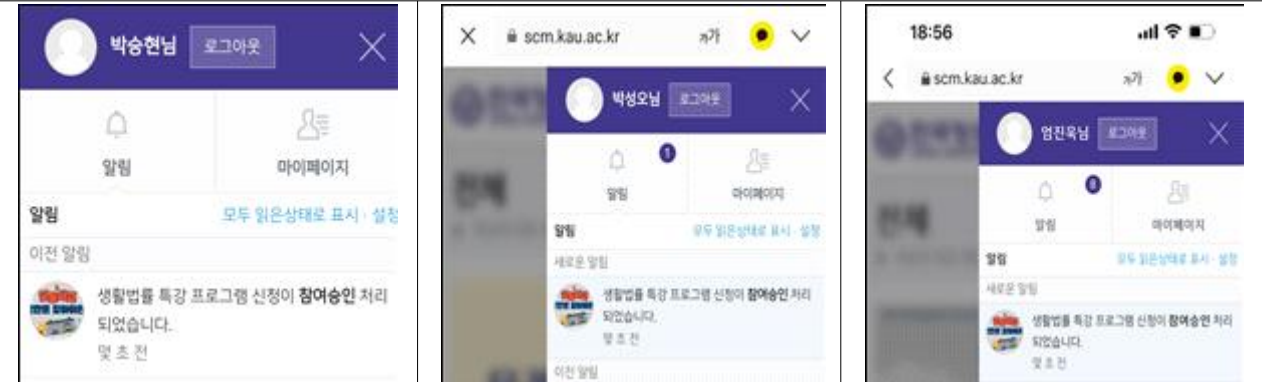 박승현님 로그아웃
알림 마이페이지
알림 모두 읽은상태로 표시 · 설정
이전 알림
생활법률 특강 프로그램 신청이 참여승인 처리
되었습니다.
몇 초 전
scm.kau.ac.kr 가가
박성오님 로그아웃
1
알림 마이페이지
알림 모두 읽은상태로 표시 · 설정
새로운 알림
생활법률 특강 프로그램 신청이 참여승인 처리
되었습니다.
몇 초 전
이전 알림
18:56
scm.kau.ac.kr 가가
엄진욱님 로그아웃
8
알림 마이페이지
알림 모두 읽은상태로 표시 · 설정
새로운 알림
생활법률 특강 프로그램 신청이 참여승인 처리
되었습니다.
몇 초 전